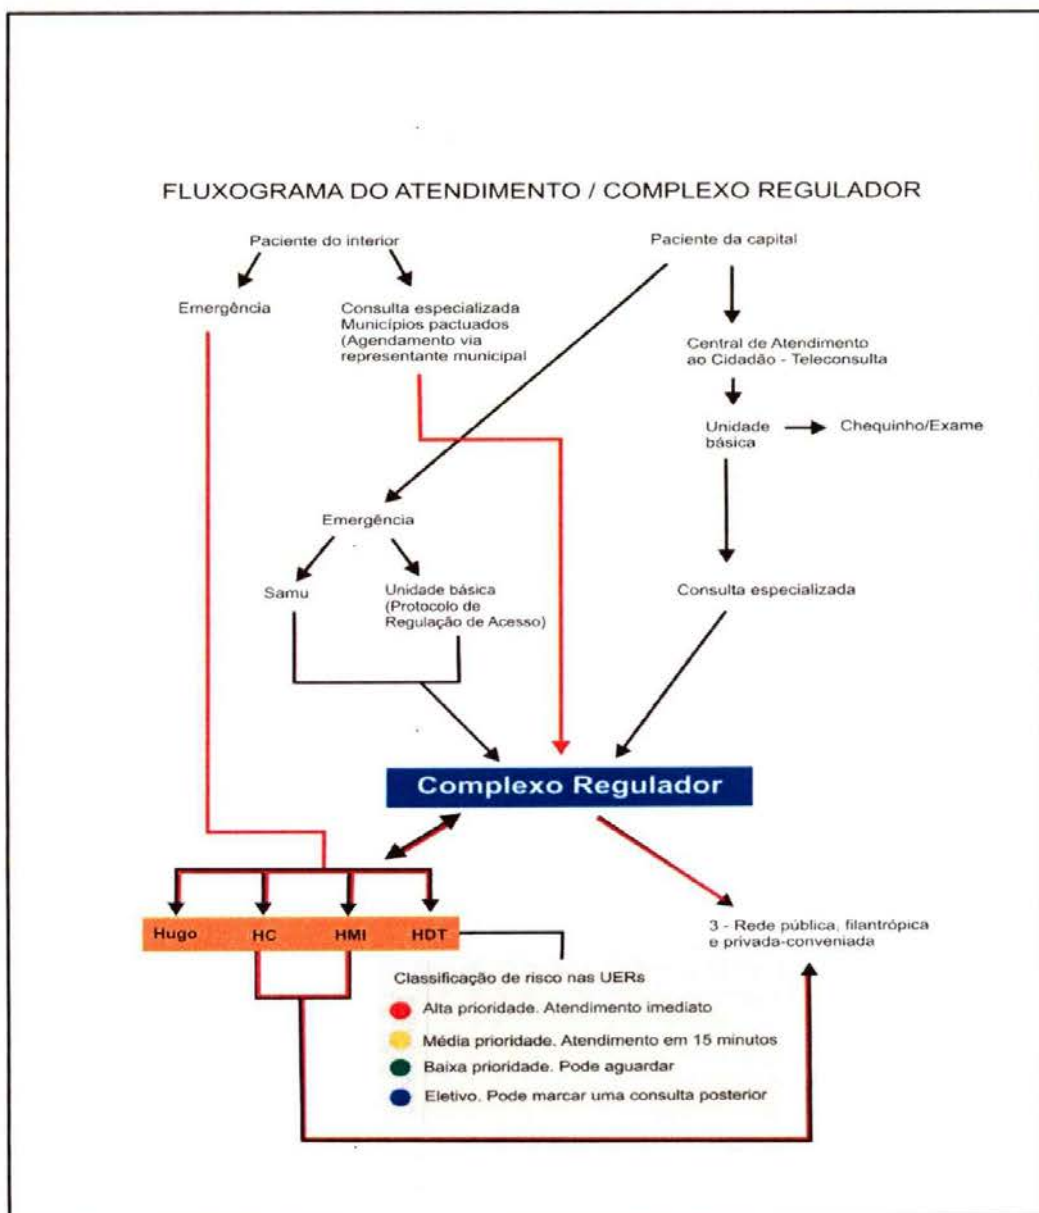 FLUXOGRAMA DO ATENDIMENTO / COMPLEXO REGULADOR
Paciente do interior
Paciente da capital
Emergência
Consulta especializada
Municípios pactuados
(Agendamento via
representante municipal
Central de Atendimento
ao Cidadão - Teleconsulta
Unidade
básica
Chequinho/Exame
Emergência
Samu
Unidade básica
(Protocolo de
Regulação de Acesso)
Consulta especializada
Complexo Regulador
Hugo
HC
HMI
HDT
3 - Rede pública, filantrópica
e privada-conveniada
Classificação de risco nas UERs
Alta prioridade. Atendimento imediato
Média prioridade. Atendimento em 15 minutos
Baixa prioridade. Pode aguardar
Eletivo. Pode marcar uma consulta posterior